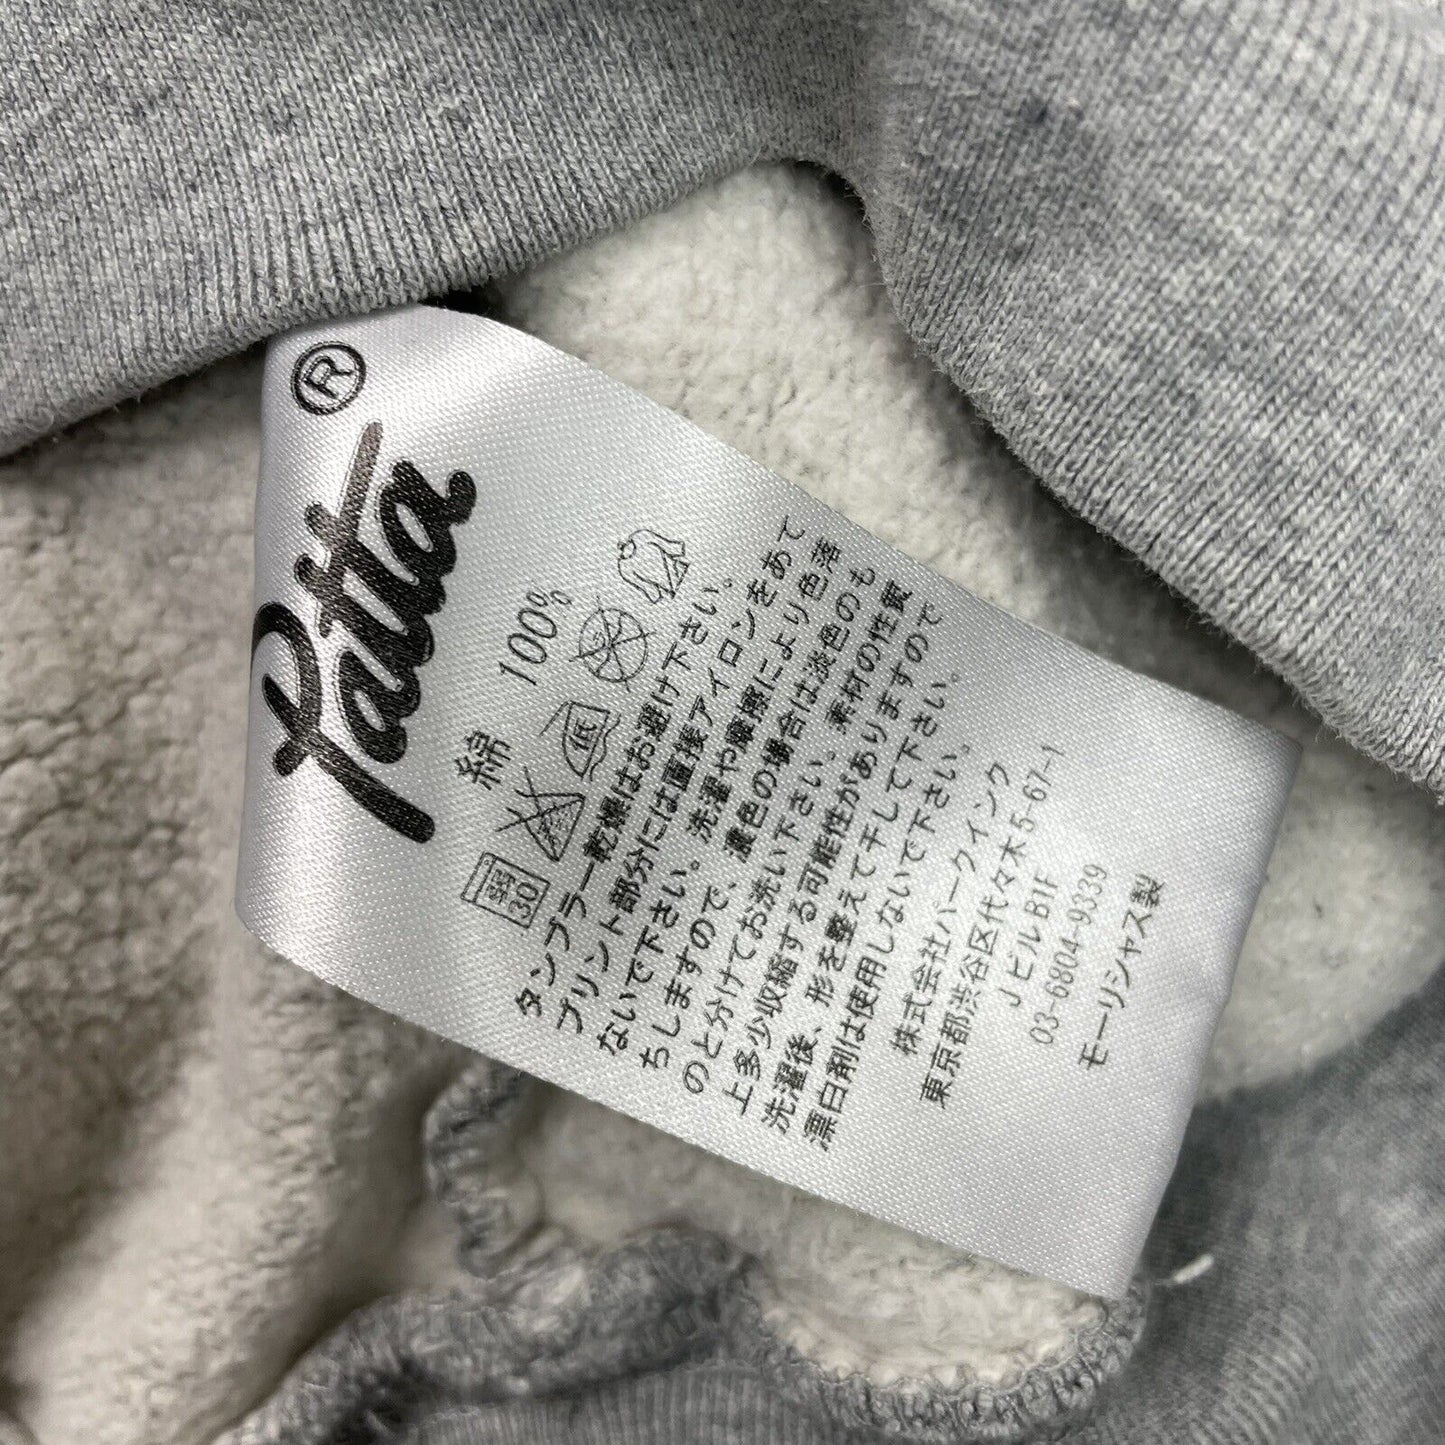 Patta®
綿 100%
弱 30 低
タンブラー乾燥はお避け下さい。
プリント部分には直接アイロンをあて
ないで下さい。洗濯や摩擦により色落
ちしますので、濃色の場合は淡色のも
のと分けてお洗い下さい。素材の性質
上多少収縮する可能性がありますので
洗濯後、形を整えて干して下さい。
漂白剤は使用しないで下さい。
株式会社パークインク
東京都渋谷区代々木5-67-1
JビルB1F
03-6804-9339
モーリシャス製